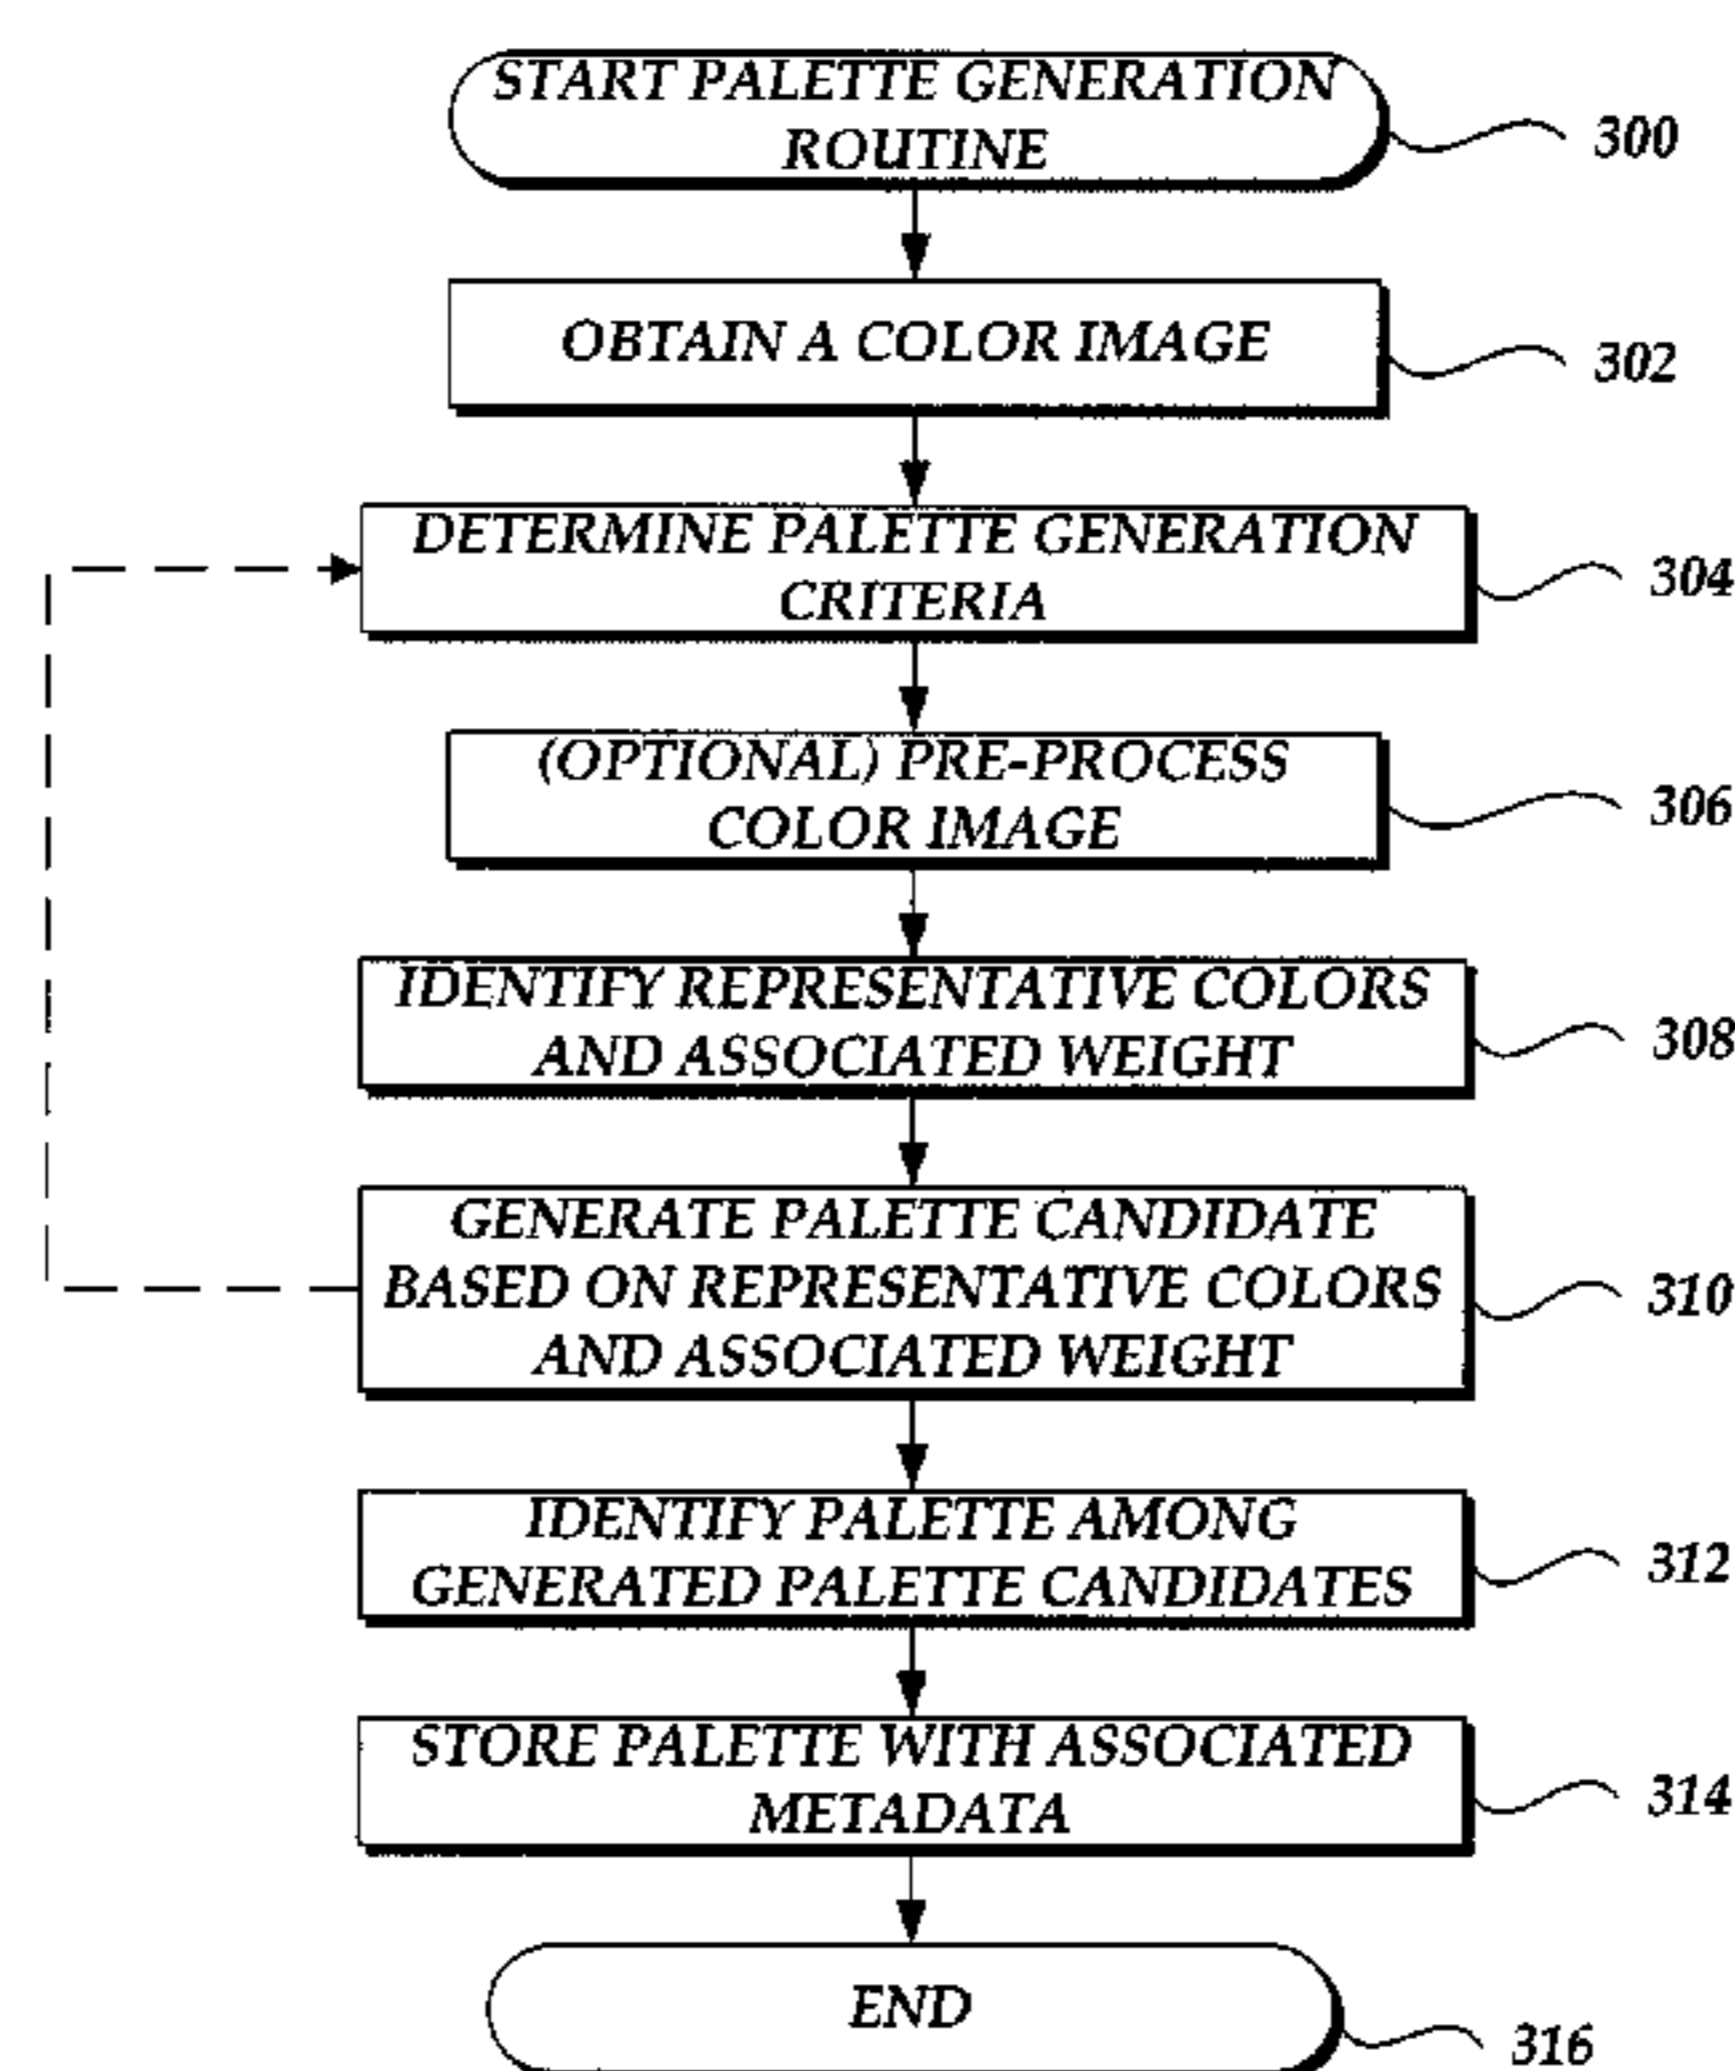 START PALETTE GENERATION
ROUTINE
300
OBTAIN A COLOR IMAGE
302
DETERMINE PALETTE GENERATION
CRITERIA
304
(OPTIONAL) PRE-PROCESS
COLOR IMAGE
306
IDENTIFY REPRESENTATIVE COLORS
AND ASSOCIATED WEIGHT
308
GENERATE PALETTE CANDIDATE
BASED ON REPRESENTATIVE COLORS
AND ASSOCIATED WEIGHT
310
IDENTIFY PALETTE AMONG
GENERATED PALETTE CANDIDATES
312
STORE PALETTE WITH ASSOCIATED
METADATA
314
END
316